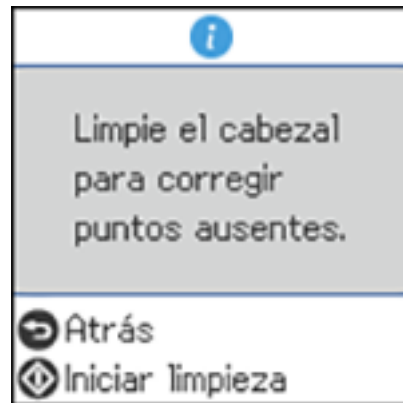 Limpie el cabezal
para corregir
puntos ausentes.
Atrás
Iniciar limpieza